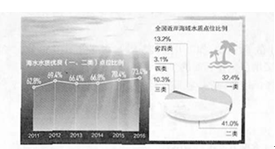 海水水质优良(一、二类)点位比例
62.8%
69.4%
66.4%
66.8%
70.4%
73.4%
2011
2012
2013
2014
2015
2016
全国近岸海域水质点位比例
13.2%
劣四类
3.1%
四类
10.3%
三类
32.4%
一类
41.0%
二类